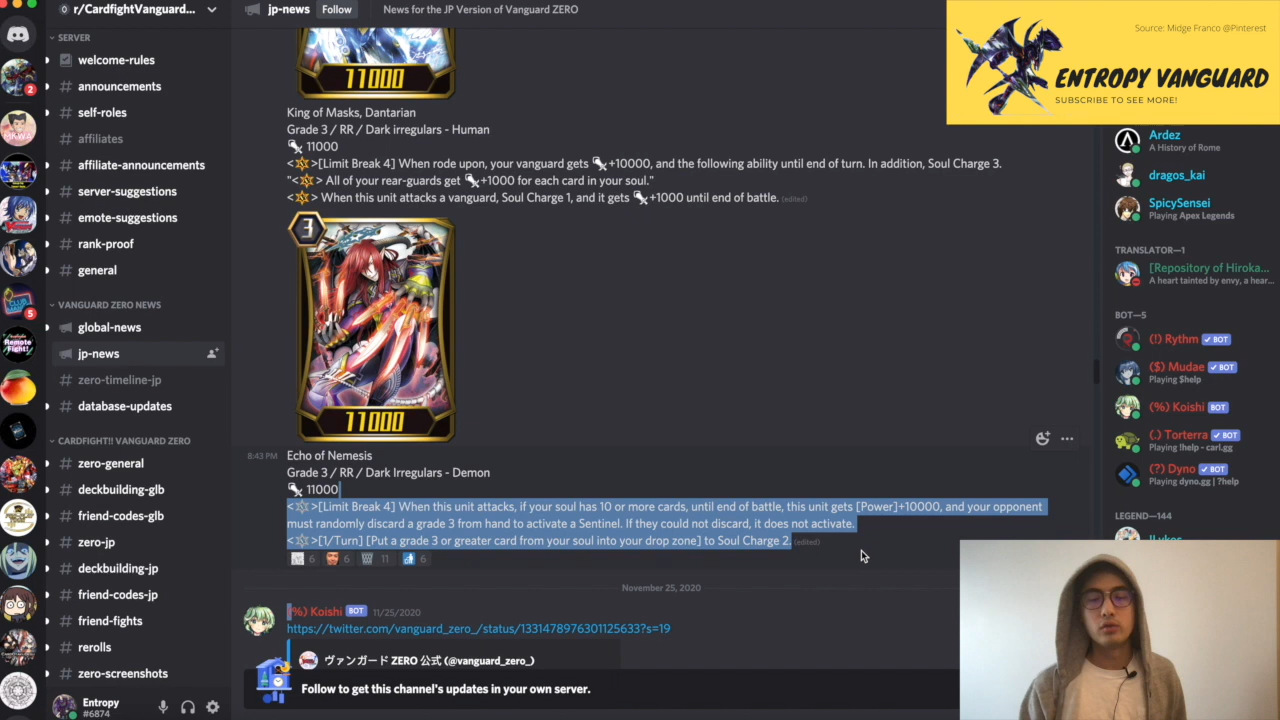 r/CardfightVanguard...
SERVER
welcome-rules
announcements
self-roles
affiliates
affiliate-announcements
server-suggestions
emote-suggestions
rank-proof
general
VANGUARD ZERO NEWS
global-news
jp-news
zero-timeline-jp
database-updates
CARDFIGHT!! VANGUARD ZERO
zero-general
deckbuilding-glb
friend-codes-glb
zero-jp
deckbuilding-jp
friend-codes-jp
friend-fights
rerolls
zero-screenshots
Entropy
#6874
2
5
jp-news
Follow
News for the JP Version of Vanguard ZERO
11000
King of Masks, Dantarian
Grade 3 / RR / Dark irregulars - Human
11000
< >[Limit Break 4] When rode upon, your vanguard gets +10000, and the following ability until end of turn. In addition, Soul Charge 3.
"< > All of your rear-guards get +1000 for each card in your soul."
< > When this unit attacks a vanguard, Soul Charge 1, and it gets +1000 until end of battle. (edited)
3
11000
8:43 PM Echo of Nemesis
Grade 3 / RR / Dark Irregulars - Demon
11000
< >[Limit Break 4] When this unit attacks, if your soul has 10 or more cards, until end of battle, this unit gets [Power]+10000, and your opponent
must randomly discard a grade 3 from hand to activate a Sentinel. If they could not discard, it does not activate.
< >[1/Turn] [Put a grade 3 or greater card from your soul into your drop zone] to Soul Charge 2. (edited)
6 6 11 6
November 25, 2020
(%) Koishi BOT 11/25/2020
https://twitter.com/vanguard_zero_/status/1331478976301125633?s=19
ヴァンガード ZERO 公式 (@vanguard_zero_)
Follow to get this channel's updates in your own server.
Source: Midge Franco @Pinterest
ENTROPY VANGUARD
SUBSCRIBE TO SEE MORE!
Ardez
A History of Rome
dragos_kai
SpicySensei
Playing Apex Legends
TRANSLATOR—1
[Repository of Hiroka...
A heart tainted by envy, a hear...
BOT—5
(!) Rythm BOT
($) Mudae BOT
Playing $help
(%) Koishi BOT
(.) Torterra BOT
Playing !help - carl.gg
(?) Dyno BOT
Playing dyno.gg | ?help
LEGEND—144